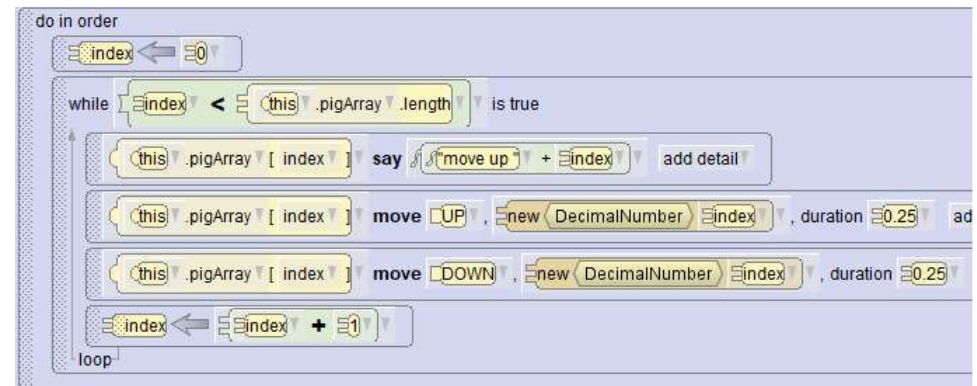 do in order
index 0
while index < this .pigArray .length is true
this .pigArray [ index ] say "move up " + index add detail
this .pigArray [ index ] move UP , new DecimalNumber index , duration 0.25
this .pigArray [ index ] move DOWN , new DecimalNumber index , duration 0.25
index index + 1
loop